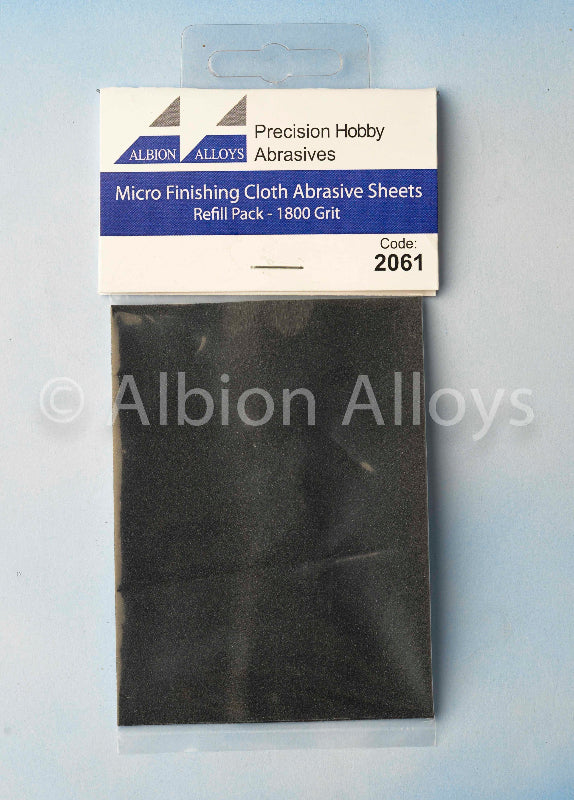 ALBION ALLOYS
Precision Hobby
Abrasives
Micro Finishing Cloth Abrasive Sheets
Refill Pack - 1800 Grit
Code:
2061
© Albion Alloys